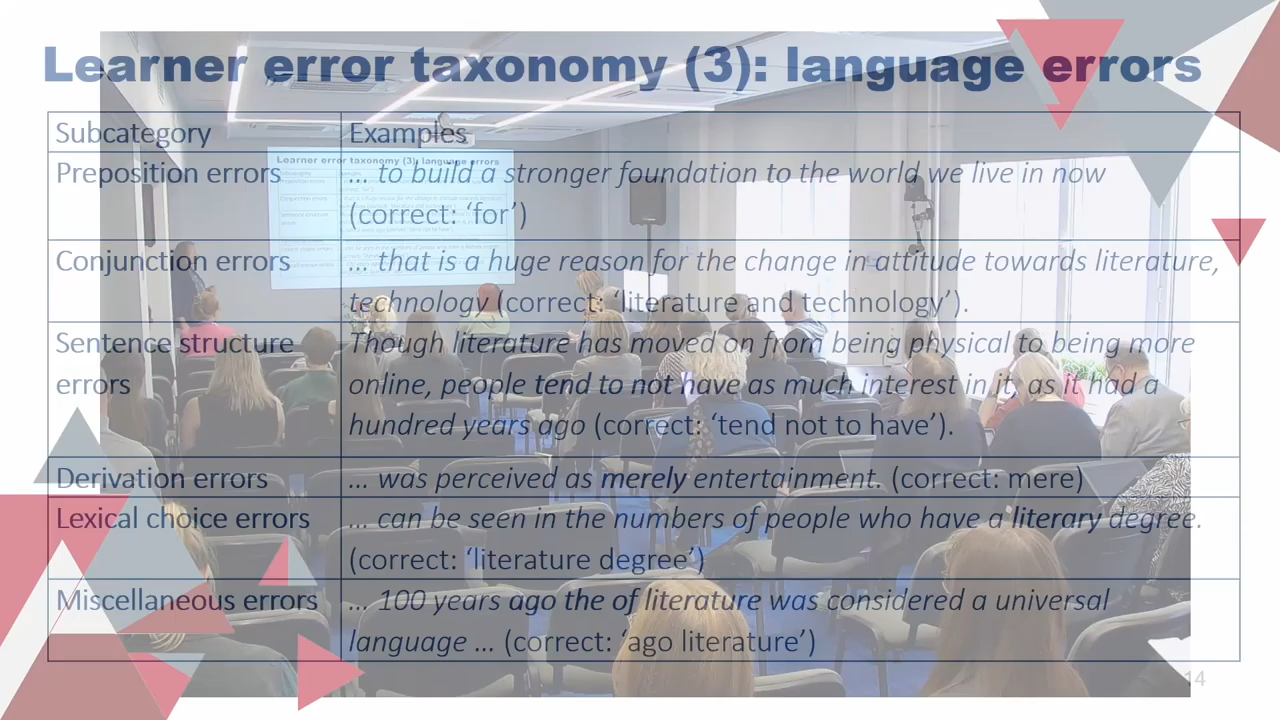 Learner error taxonomy (3): language errors
Subcategory
Examples
Preposition errors
... to build a stronger foundation to the world we live in now
(correct: ‘for’)
Conjunction errors
... that is a huge reason for the change in attitude towards literature,
technology (correct: ‘literature and technology’).
Sentence structure
errors
Though literature has moved on from being physical to being more
online, people tend to not have as much interest in it, as it had a
hundred years ago (correct: ‘tend not to have’).
Derivation errors
... was perceived as merely entertainment. (correct: mere)
Lexical choice errors
... can be seen in the numbers of people who have a literary degree.
(correct: ‘literature degree’)
Miscellaneous errors
... 100 years ago the of literature was considered a universal
language ... (correct: ‘ago literature’)
14
Learner error taxonomy (3): language errors